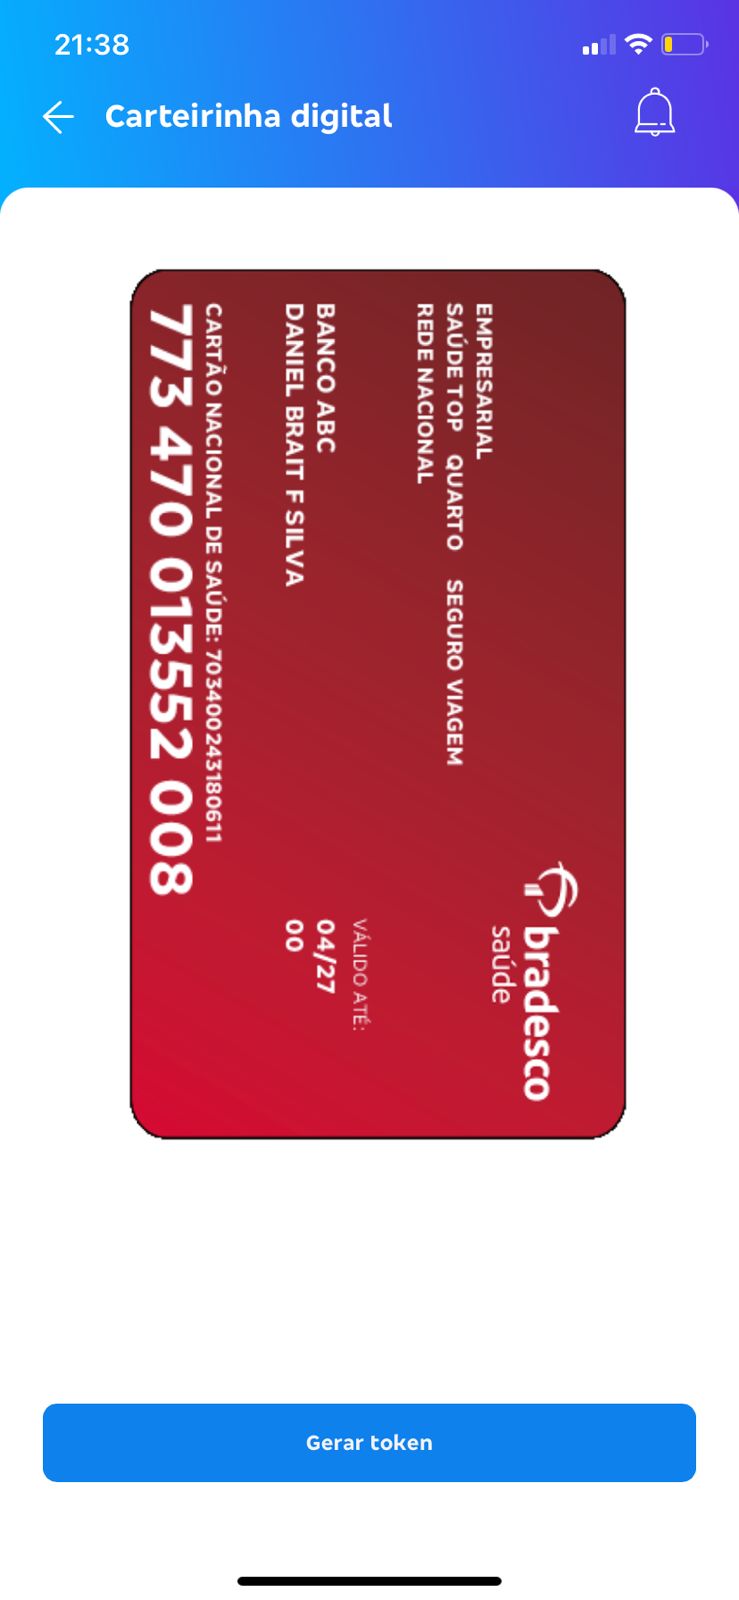 21:38
Carteirinha digital
bradesco
saúde
EMPRESARIAL
SAÚDE TOP QUARTO SEGURO VIAGEM
REDE NACIONAL
VÁLIDO ATÉ:
BANCO ABC 04/27
DANIEL BRAIT F SILVA 00
CARTÃO NACIONAL DE SAÚDE: 703400243180611
773 470 013552 008
Gerar token